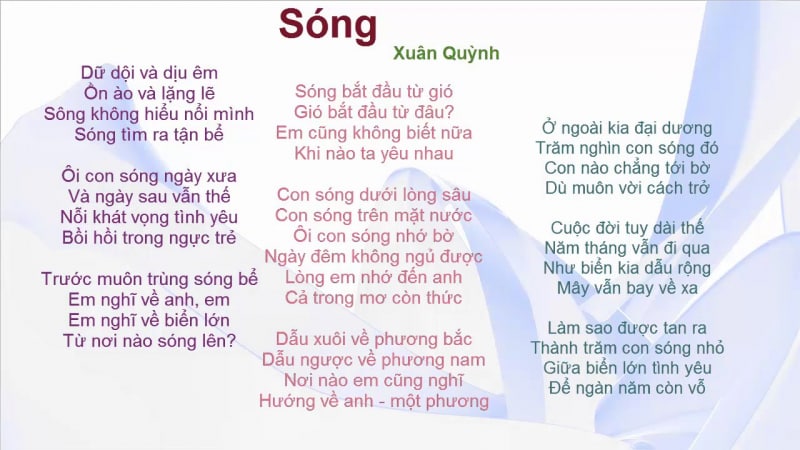 Sóng
Xuân Quỳnh
Dữ dội và dịu êm
Ồn ào và lặng lẽ
Sông không hiểu nổi mình
Sóng tìm ra tận bể
Ôi con sóng ngày xưa
Và ngày sau vẫn thế
Nỗi khát vọng tình yêu
Bồi hồi trong ngực trẻ
Trước muôn trùng sóng bể
Em nghĩ về anh, em
Em nghĩ về biển lớn
Từ nơi nào sóng lên?
Sóng bắt đầu từ gió
Gió bắt đầu từ đâu?
Em cũng không biết nữa
Khi nào ta yêu nhau
Con sóng dưới lòng sâu
Con sóng trên mặt nước
Ôi con sóng nhớ bờ
Ngày đêm không ngủ được
Lòng em nhớ đến anh
Cả trong mơ còn thức
Dẫu xuôi về phương bắc
Dẫu ngược về phương nam
Nơi nào em cũng nghĩ
Hướng về anh - một phương
Ở ngoài kia đại dương
Trăm nghìn con sóng đó
Con nào chẳng tới bờ
Dù muôn vời cách trở
Cuộc đời tuy dài thế
Năm tháng vẫn đi qua
Như biển kia dẫu rộng
Mây vẫn bay về xa
Làm sao được tan ra
Thành trăm con sóng nhỏ
Giữa biển lớn tình yêu
Để ngàn năm còn vỗ